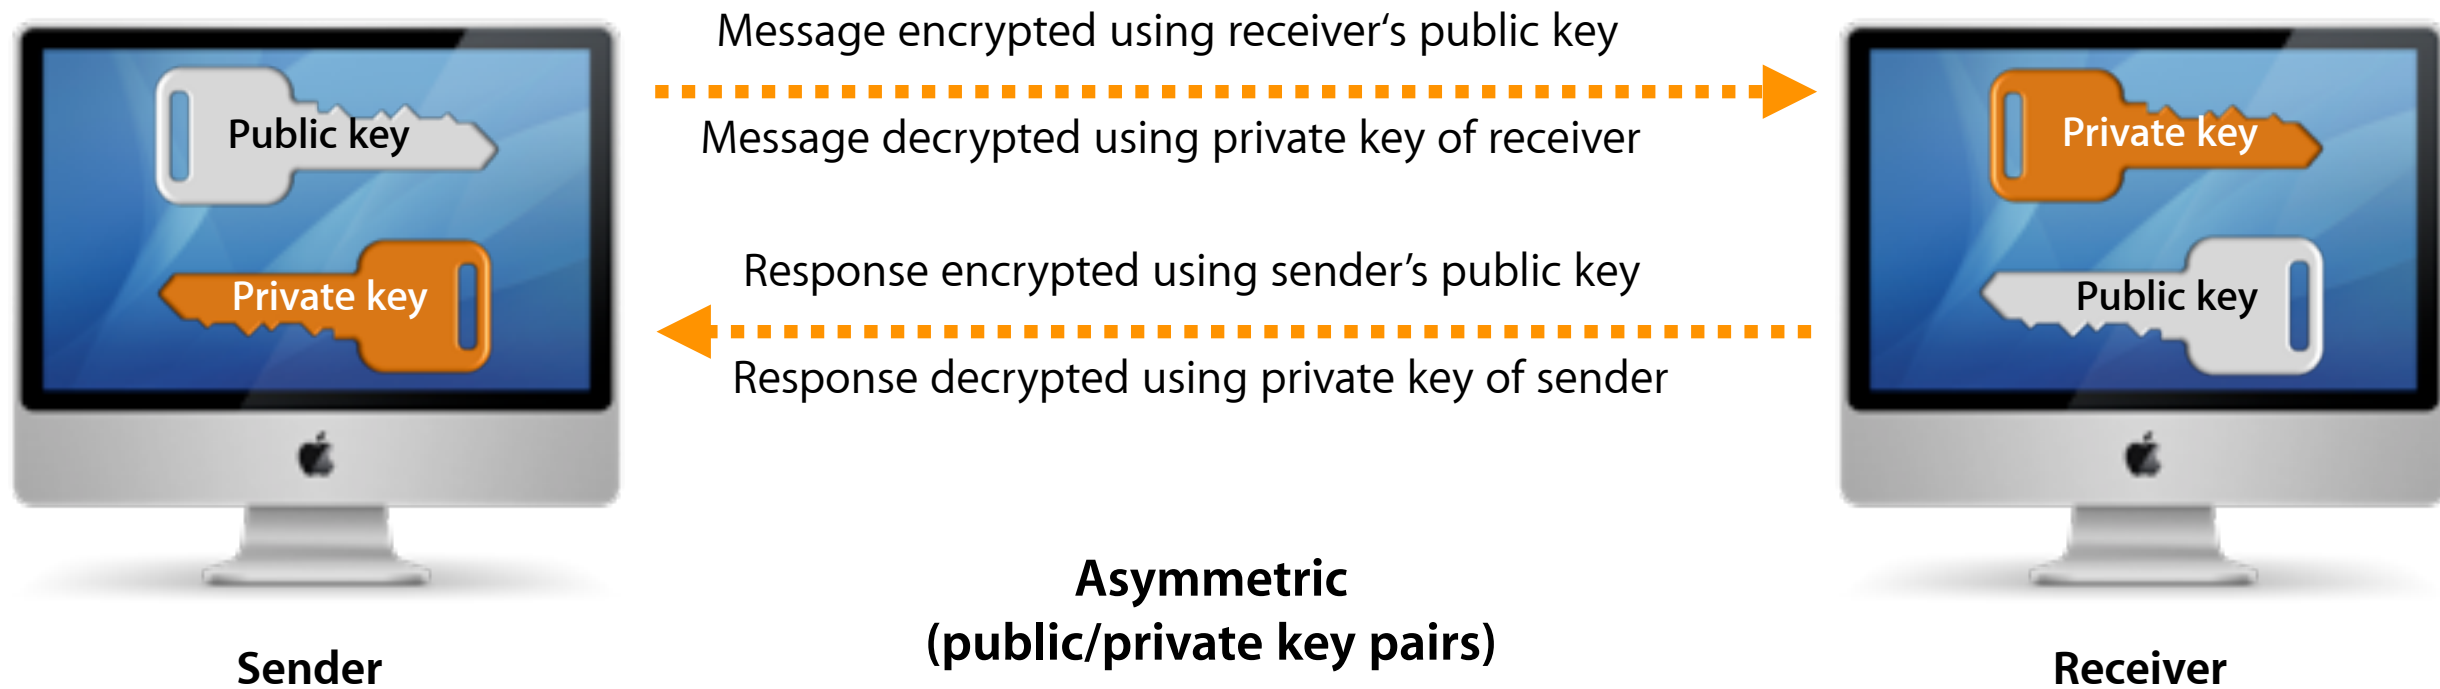 Message encrypted using receiver‘s public key
Message decrypted using private key of receiver
Public key
Private key
Private key
Public key
Response encrypted using sender’s public key
Response decrypted using private key of sender
Asymmetric
(public/private key pairs)
Sender
Receiver